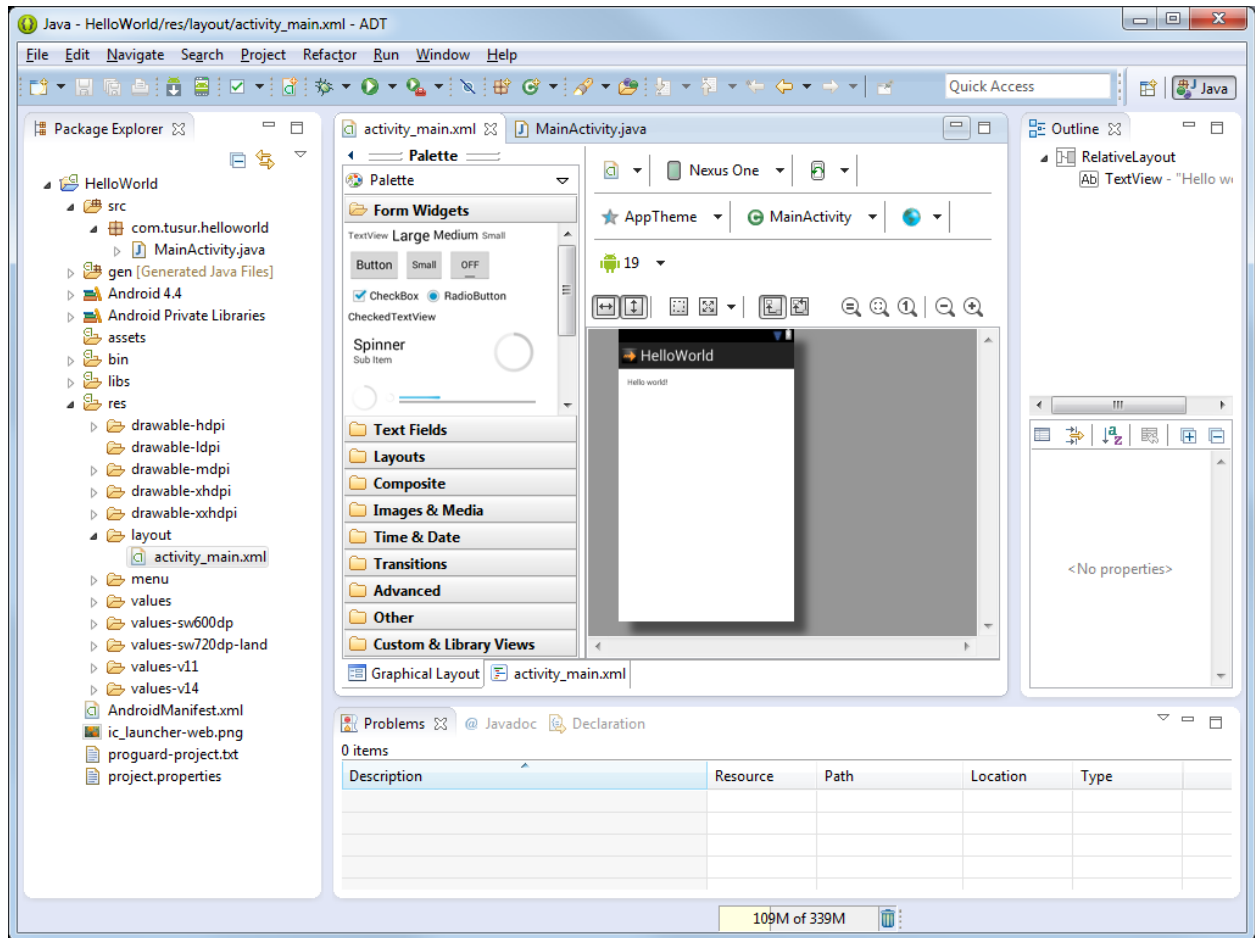 Java - HelloWorld/res/layout/activity_main.xml - ADT
File Edit Navigate Search Project Refactor Run Window Help
Quick Access
Java
Package Explorer
HelloWorld
src
com.tusur.helloworld
MainActivity.java
gen [Generated Java Files]
Android 4.4
Android Private Libraries
assets
bin
libs
res
drawable-hdpi
drawable-ldpi
drawable-mdpi
drawable-xhdpi
drawable-xxhdpi
layout
activity_main.xml
menu
values
values-sw600dp
values-sw720dp-land
values-v11
values-v14
AndroidManifest.xml
ic_launcher-web.png
proguard-project.txt
project.properties
activity_main.xml MainActivity.java
Palette
Palette
Form Widgets
TextView Large Medium Small
Button Small OFF
CheckBox RadioButton
CheckedTextView
Spinner
Sub Item
Text Fields
Layouts
Composite
Images & Media
Time & Date
Transitions
Advanced
Other
Custom & Library Views
Nexus One
AppTheme MainActivity
19
HelloWorld
Hello world!
Graphical Layout activity_main.xml
Outline
RelativeLayout
Ab TextView - "Hello w
<No properties>
Problems @ Javadoc Declaration
0 items
Description Resource Path Location Type
109M of 339M